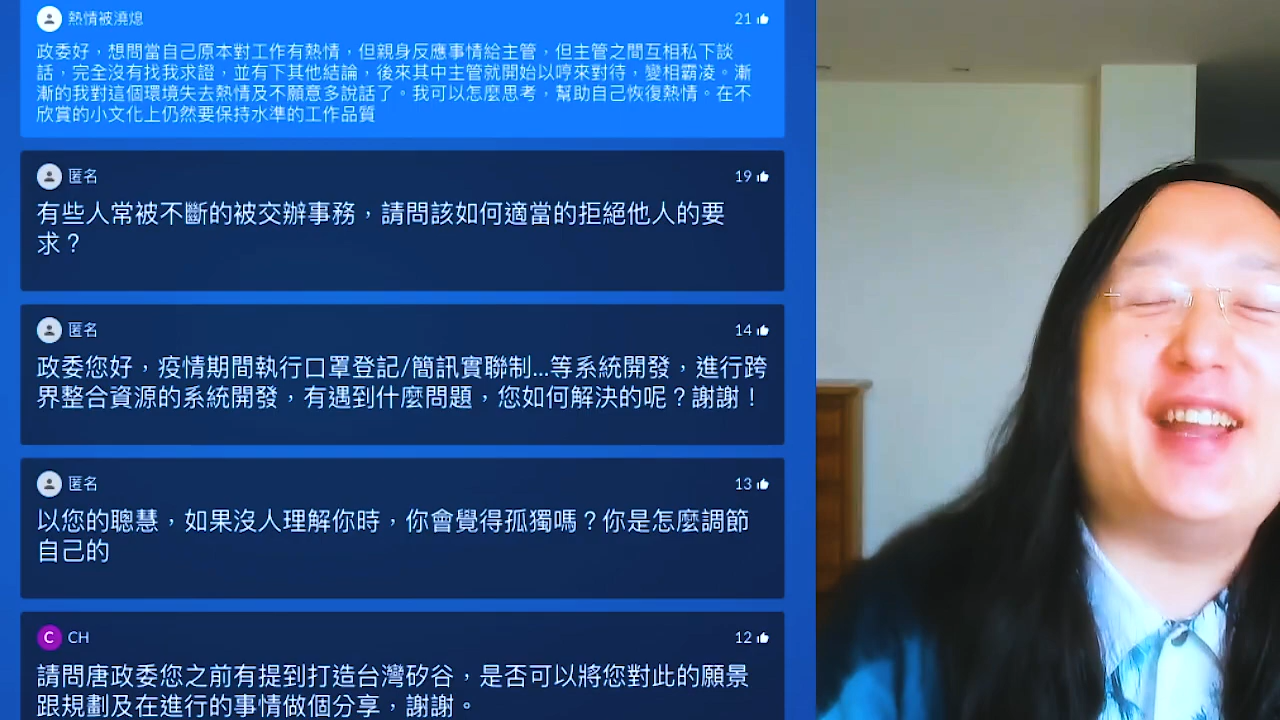 熱情被澆熄
21
政委好，想問當自己原本對工作有熱情，但親身反應事情給主管，但主管之間互相私下談
話，完全沒有找我求證，並有下其他結論，後來其中主管就開始以哼來對待，變相霸凌。漸
漸的我對這個環境失去熱情及不願意多說話了。我可以怎麼思考，幫助自己恢復熱情。在不
欣賞的小文化上仍然要保持水準的工作品質
匿名
19
有些人常被不斷的被交辦事務，請問該如何適當的拒絕他人的要
求？
匿名
14
政委您好，疫情期間執行口罩登記/簡訊實聯制...等系統開發，進行跨
界整合資源的系統開發，有遇到什麼問題，您如何解決的呢？謝謝！
匿名
13
以您的聰慧，如果沒人理解你時，你會覺得孤獨嗎？你是怎麼調節
自己的
C CH
12
請問唐政委您之前有提到打造台灣矽谷，是否可以將您對此的願景
跟規劃及在進行的事情做個分享，謝謝。